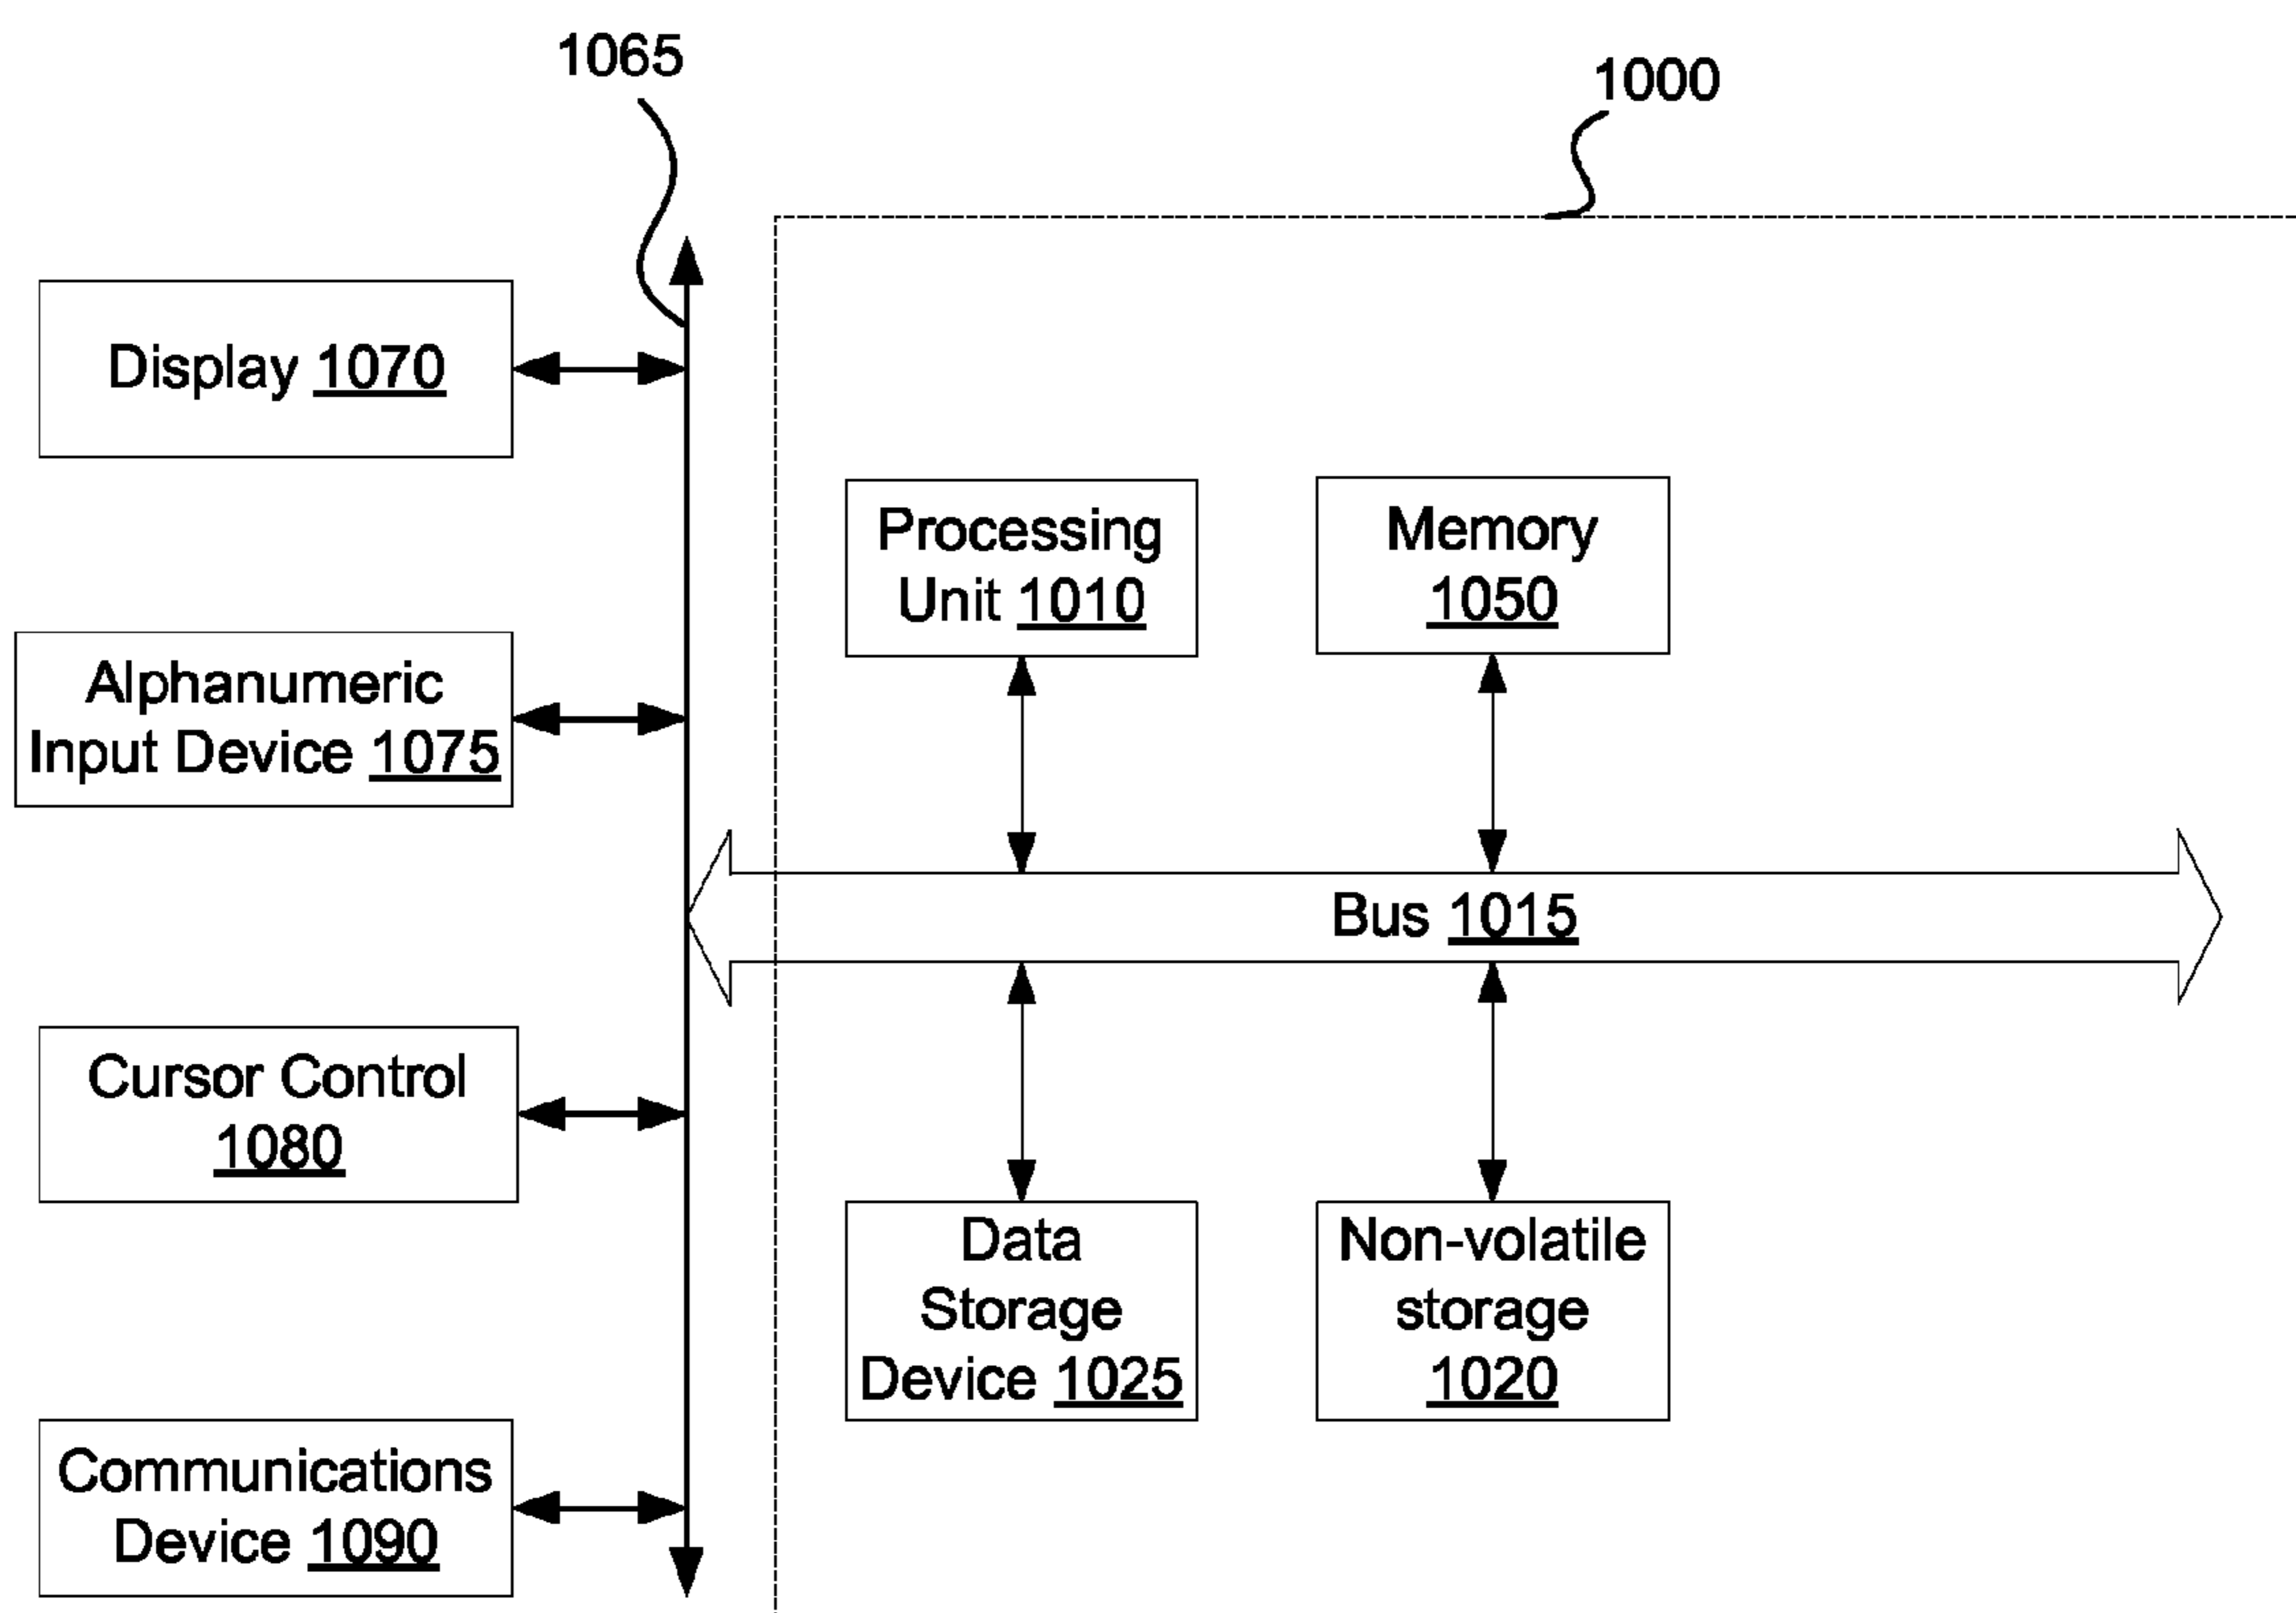 1065
1000
Display 1070
Processing
Unit 1010
Memory
1050
Alphanumeric
Input Device 1075
Bus 1015
Cursor Control
1080
Data
Storage
Device 1025
Non-volatile
storage
1020
Communications
Device 1090